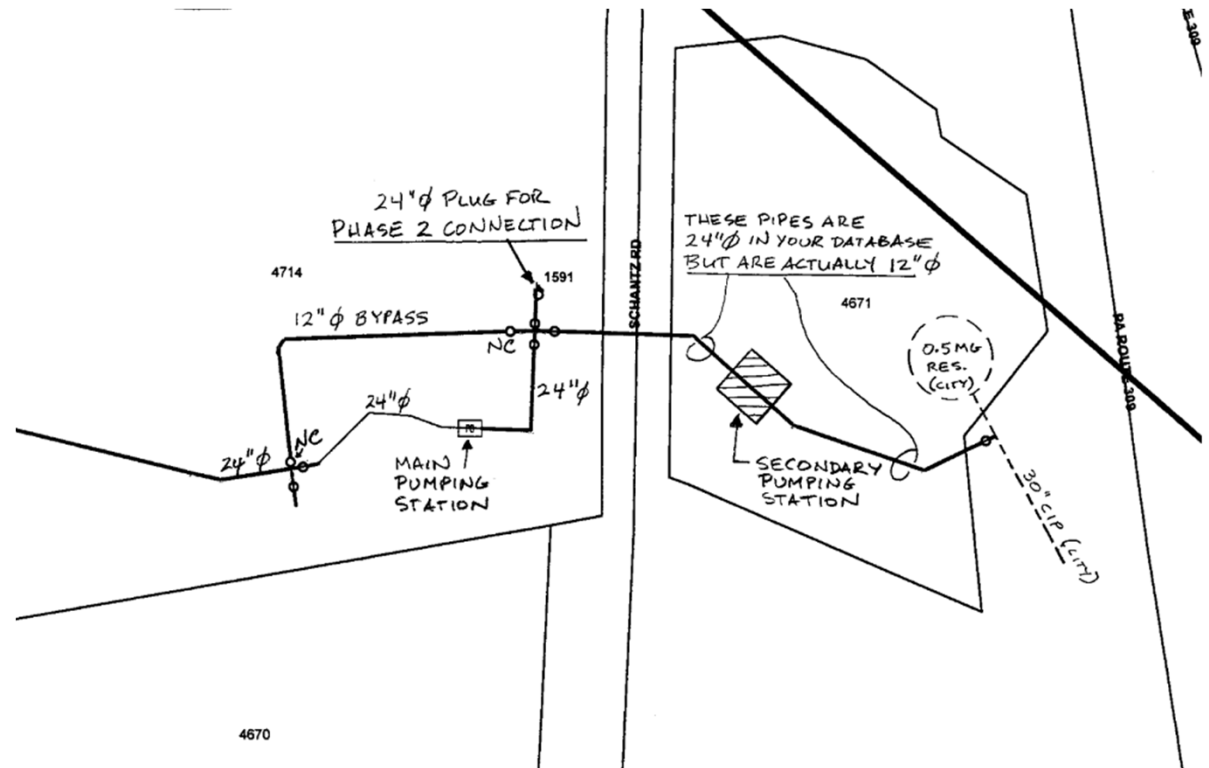 E 309
24"Ø PLUG FOR
PHASE 2 CONNECTION
THESE PIPES ARE
24"Ø IN YOUR DATABASE
BUT ARE ACTUALLY 12"Ø
4714
1591
SCHANTZ RD
4671
12"Ø BYPASS
NC
0.5MG
RES.
(CITY)
PA ROUTE 309
24"Ø
24"Ø
NC
24"Ø
MAIN
PUMPING
STATION
SECONDARY
PUMPING
STATION
30" CIP (CITY)
4670